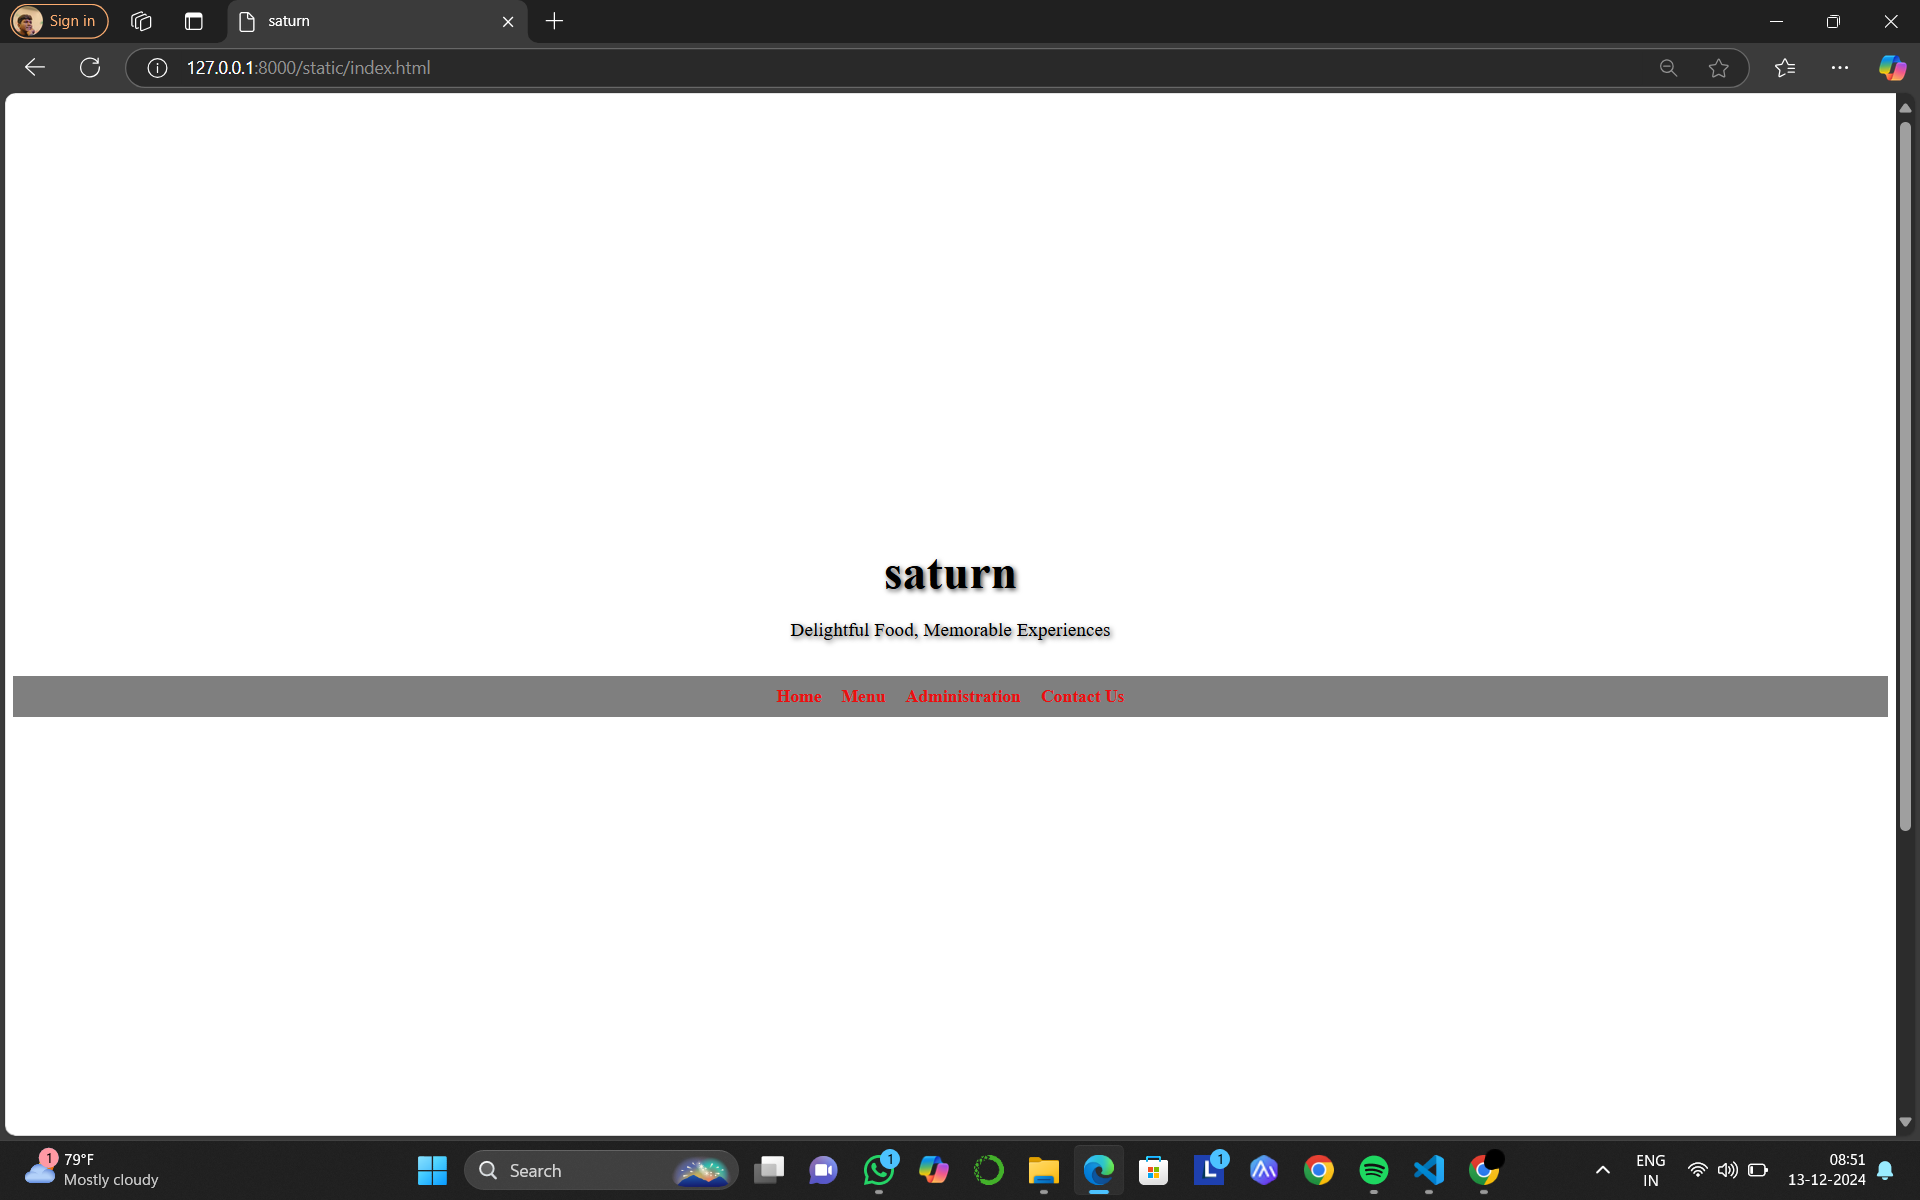 Sign in
saturn
127.0.0.1:8000/static/index.html
saturn
Delightful Food, Memorable Experiences
Home Menu Administration Contact Us
1
79°F
Mostly cloudy
Search
1
L
1
ENG
IN
08:51
13-12-2024